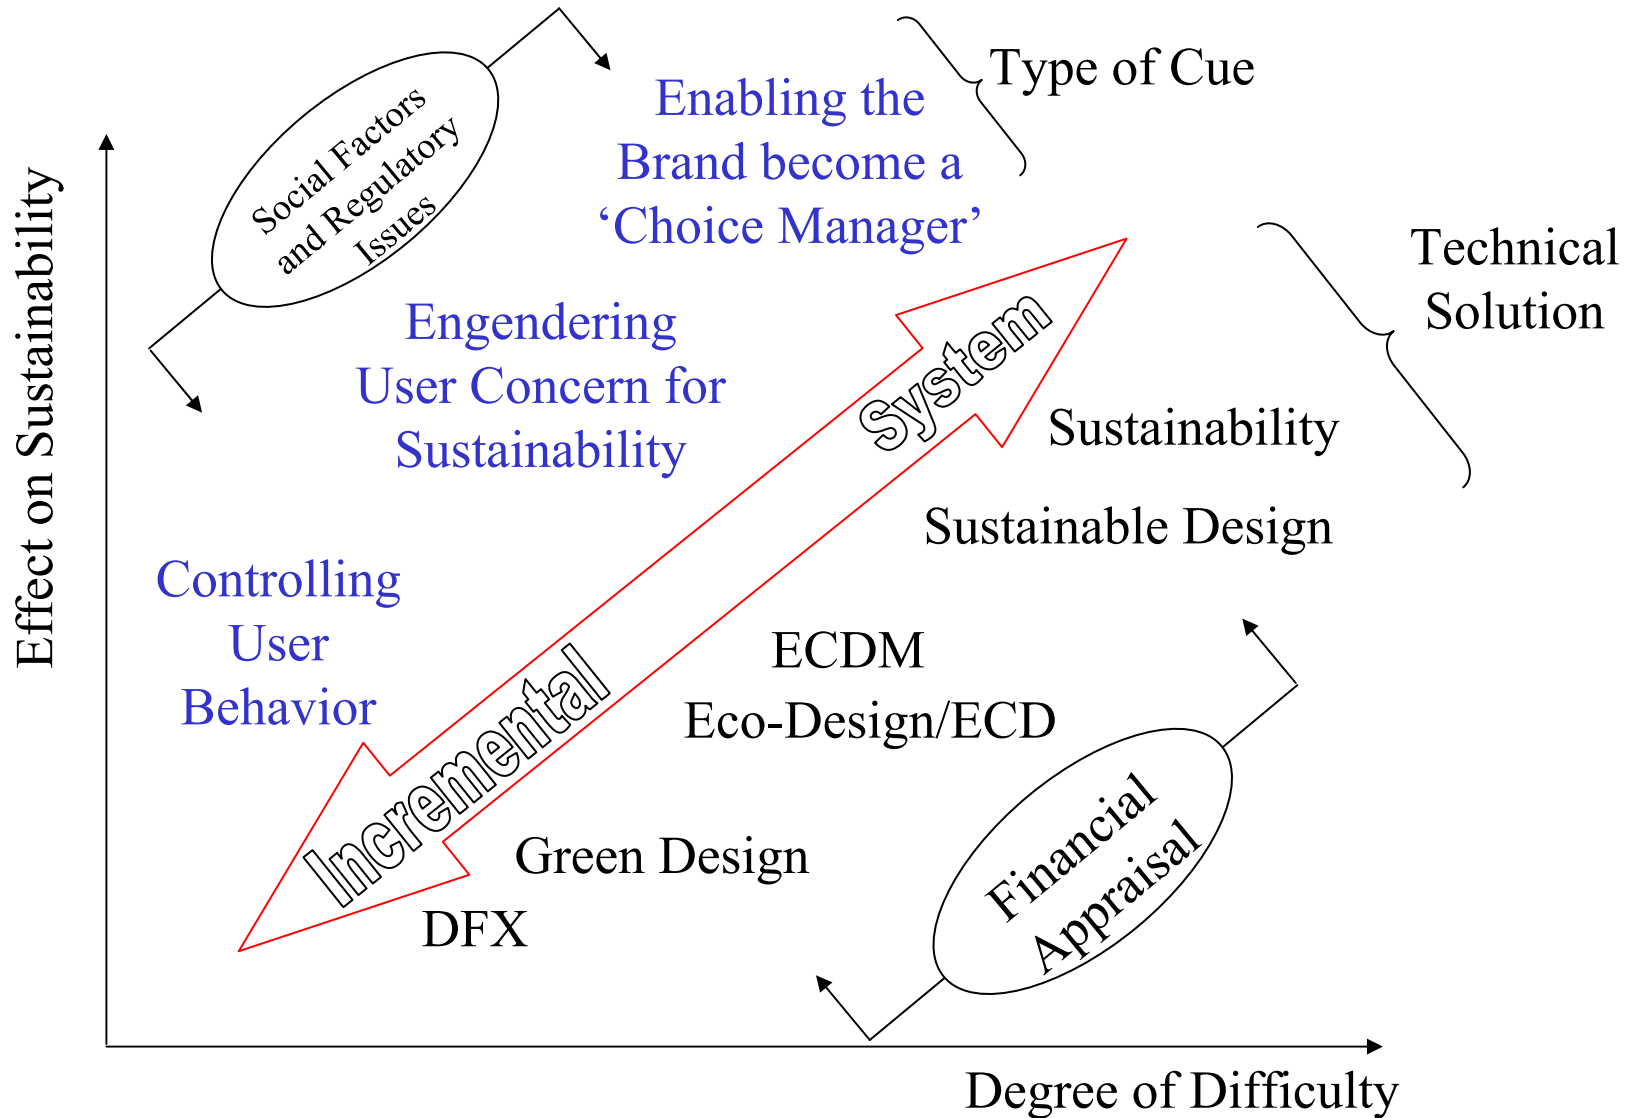 Type of Cue
Enabling the
Brand become a
‘Choice Manager’
Social Factors
and Regulatory
Issues
Technical
Solution
Effect on Sustainability
Engendering
User Concern for
Sustainability
System
Sustainability
Sustainable Design
Controlling
User
Behavior
ECDM
Eco-Design/ECD
Incremental
Green Design
DFX
Financial
Appraisal
Degree of Difficulty